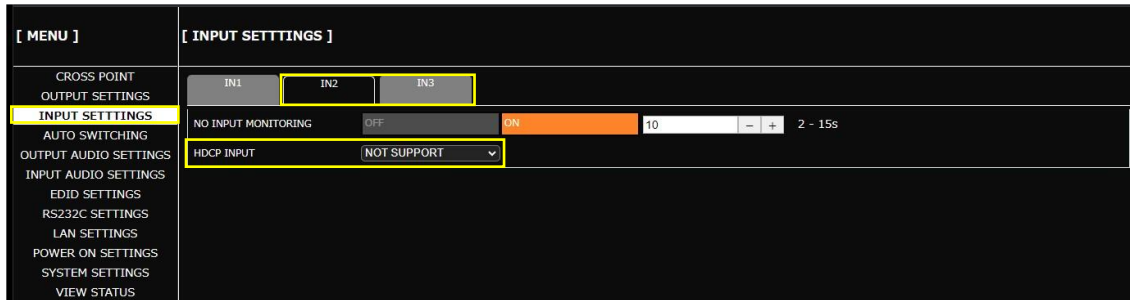 [ MENU ]
[ INPUT SETTTINGS ]
CROSS POINT
OUTPUT SETTINGS
INPUT SETTTINGS
AUTO SWITCHING
OUTPUT AUDIO SETTINGS
INPUT AUDIO SETTINGS
EDID SETTINGS
RS232C SETTINGS
LAN SETTINGS
POWER ON SETTINGS
SYSTEM SETTINGS
VIEW STATUS
IN1 IN2 IN3
NO INPUT MONITORING OFF ON 10 − + 2 - 15s
HDCP INPUT NOT SUPPORT